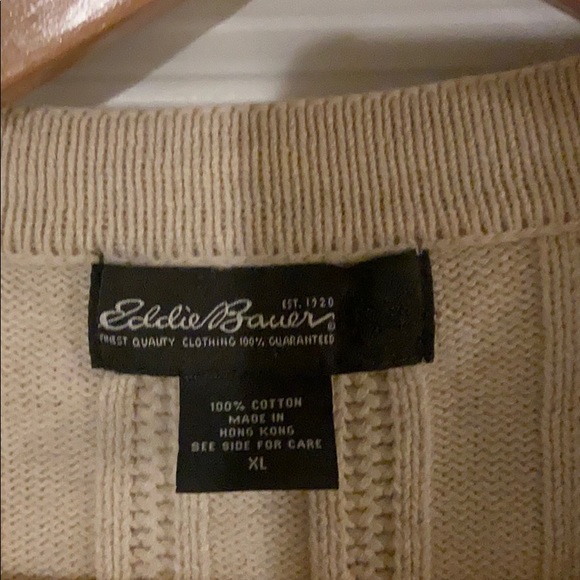 EST. 1920
Eddie Bauer
FINEST QUALITY CLOTHING 100% GUARANTEED
100% COTTON
MADE IN
HONG KONG
SEE SIDE FOR CARE
XL